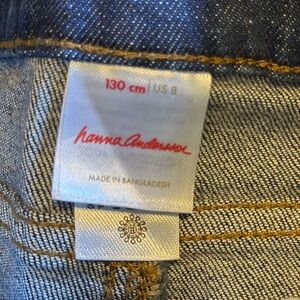 130 cm | US 8
hanna andersson
MADE IN BANGLADESH